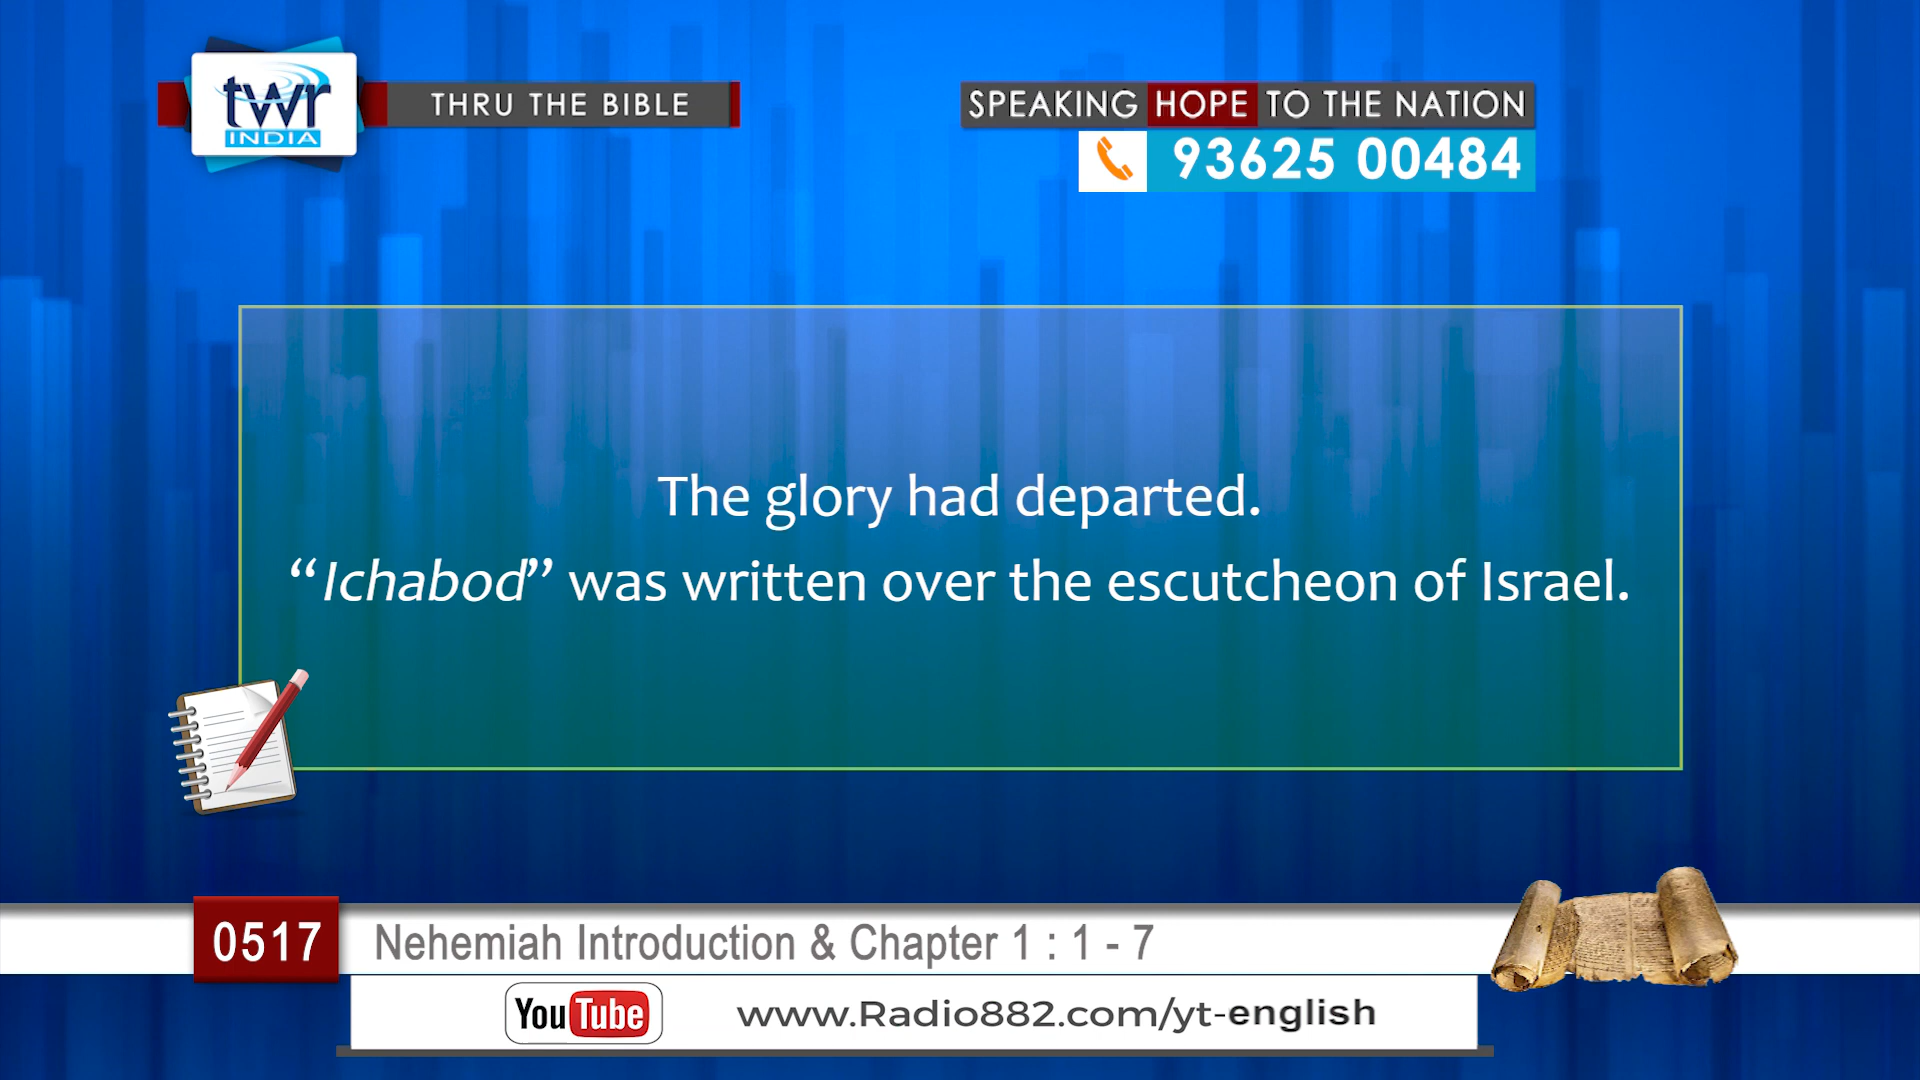 twr
INDIA
THRU THE BIBLE
SPEAKING HOPE TO THE NATION
93625 00484
The glory had departed.
“Ichabod” was written over the escutcheon of Israel.
0517
Nehemiah Introduction & Chapter 1 : 1 - 7
YouTube
www.Radio882.com/yt-english